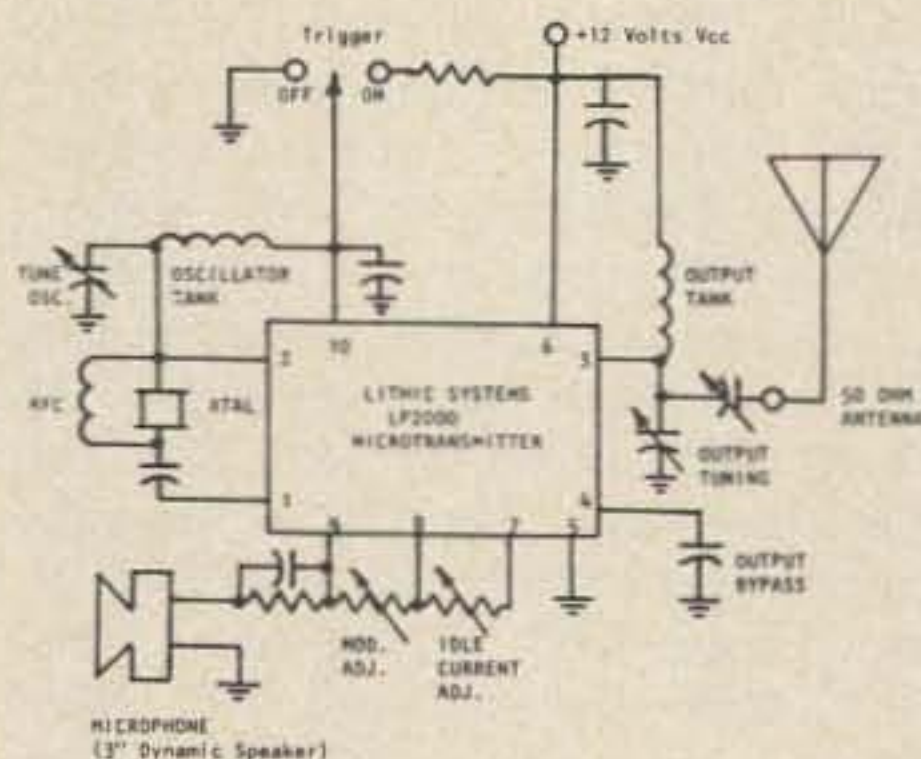 Trigger
+12 Volts Vcc
OFF
ON
TUNE
OSC.
OSCILLATOR
TANK
OUTPUT
TANK
2
10
6
3
RFC
XTAL
LITHIC SYSTEMS
LP2000
MICROTRANSMITTER
50 OHM
ANTENNA
OUTPUT
TUNING
1
4
9
8
7
5
OUTPUT
BYPASS
MOD.
ADJ.
IDLE
CURRENT
ADJ.
MICROPHONE
(3" Dynamic Speaker)